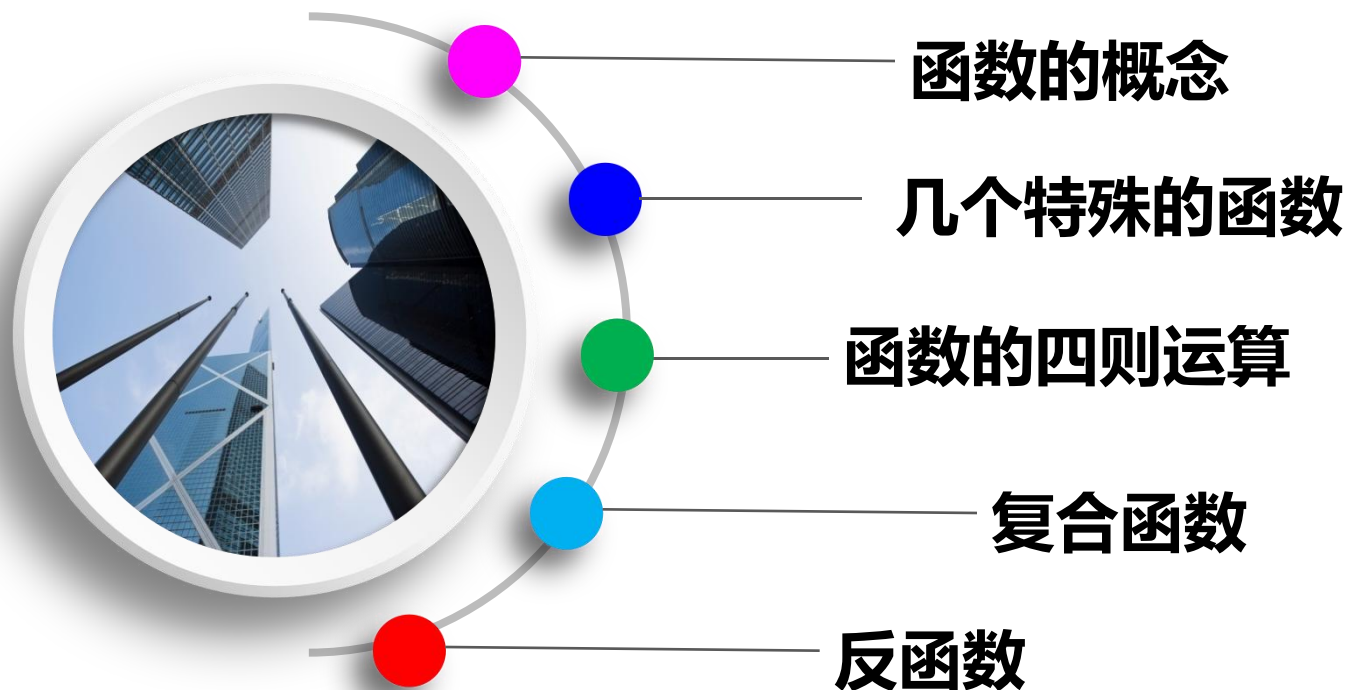 函数的概念
几个特殊的函数
函数的四则运算
复合函数
反函数